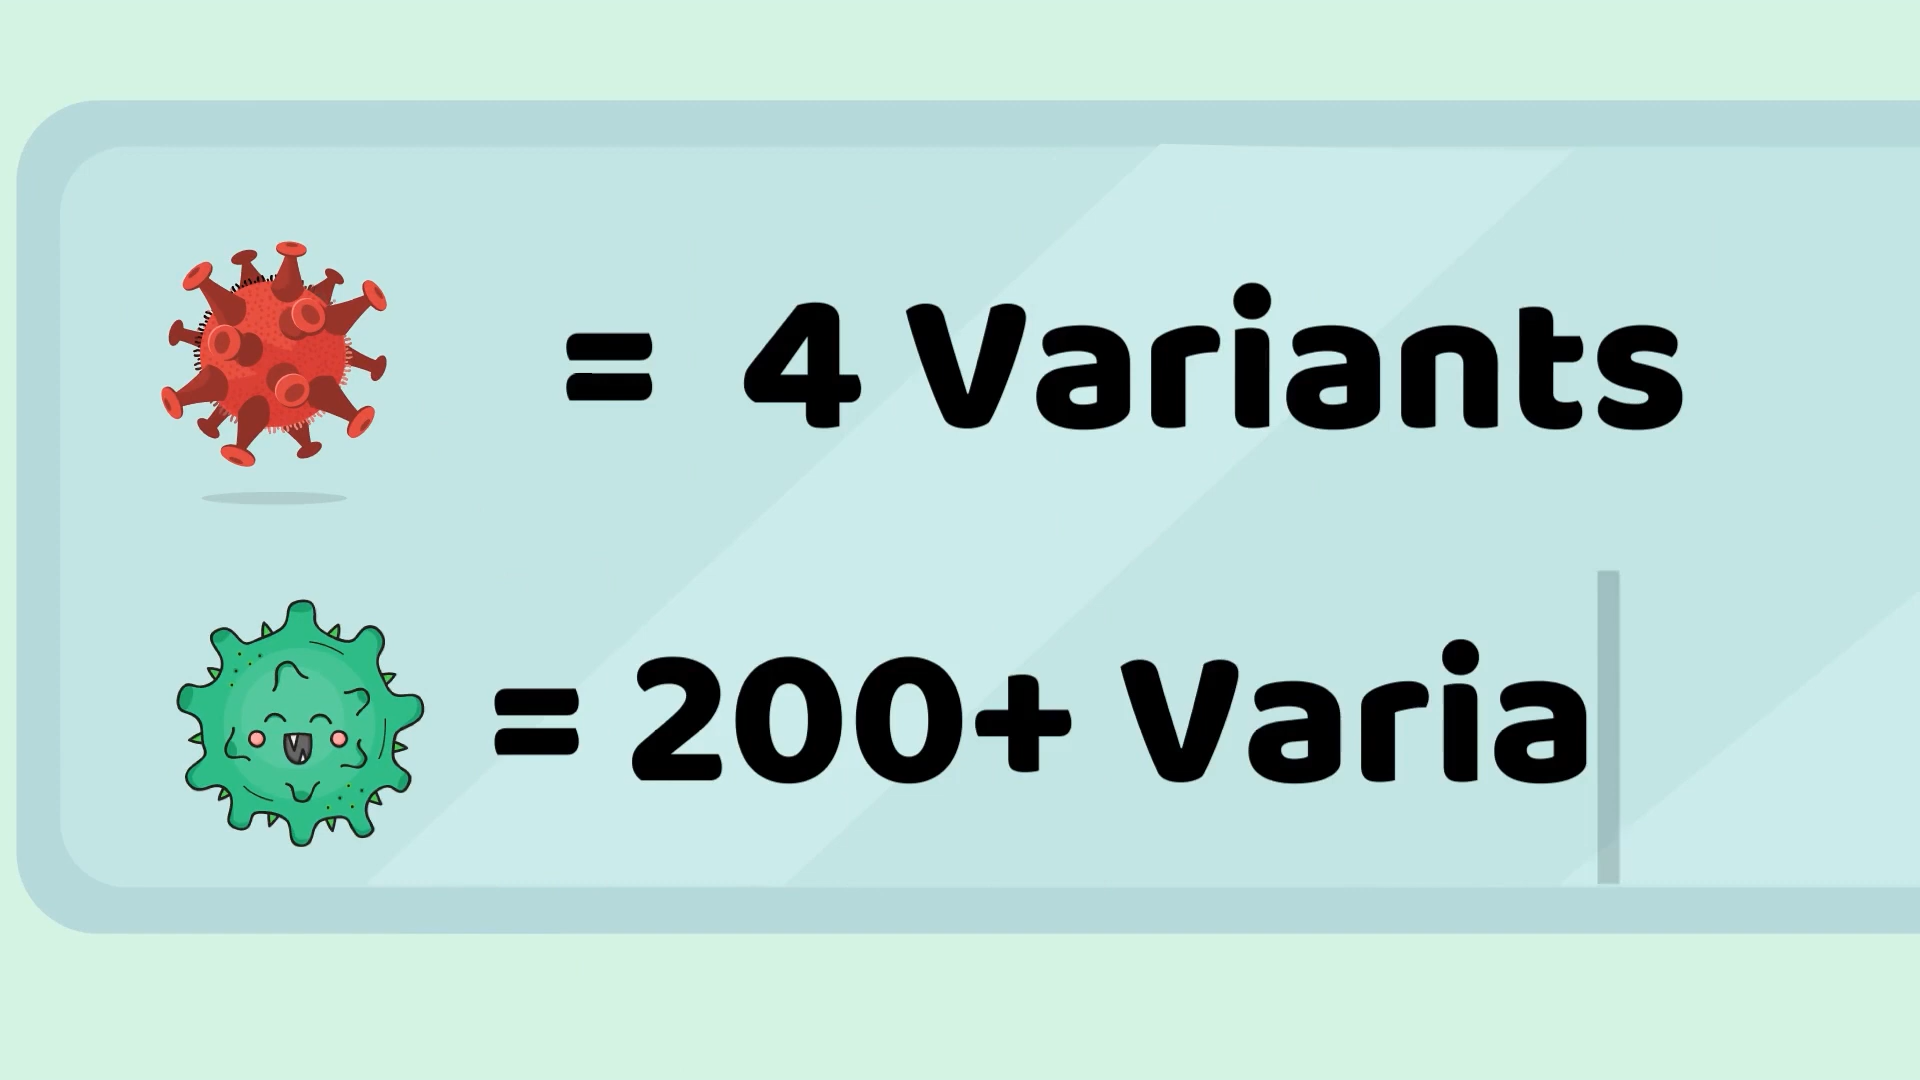 = 4 Variants
= 200+ Varia